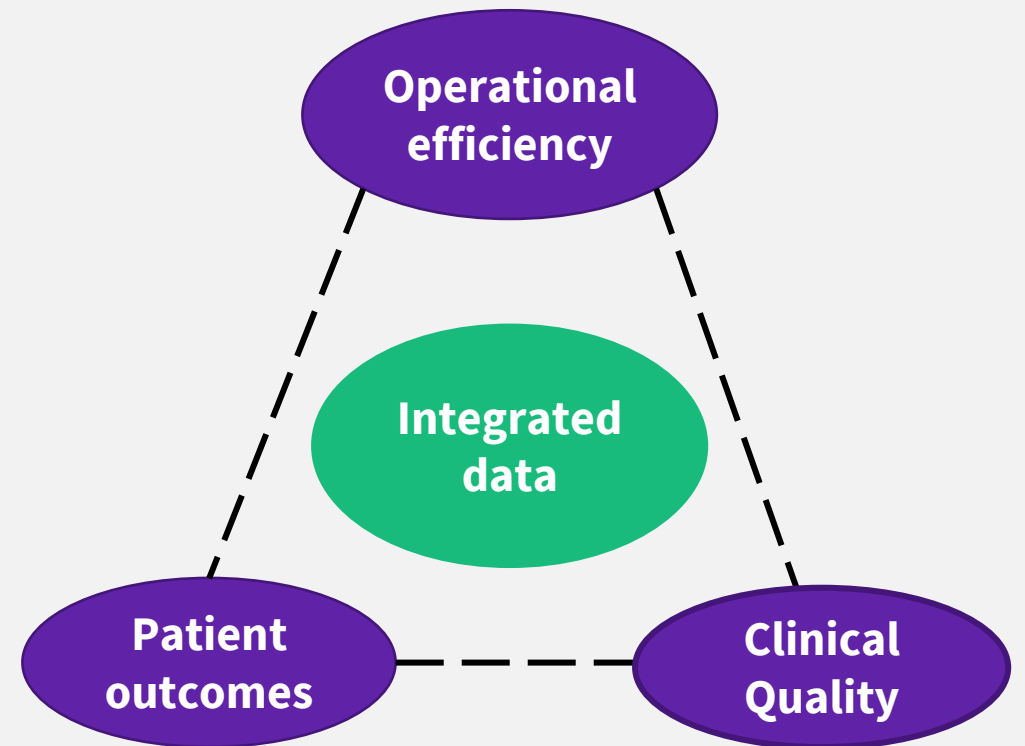 Operational
efficiency
Integrated
data
Patient
outcomes
Clinical
Quality